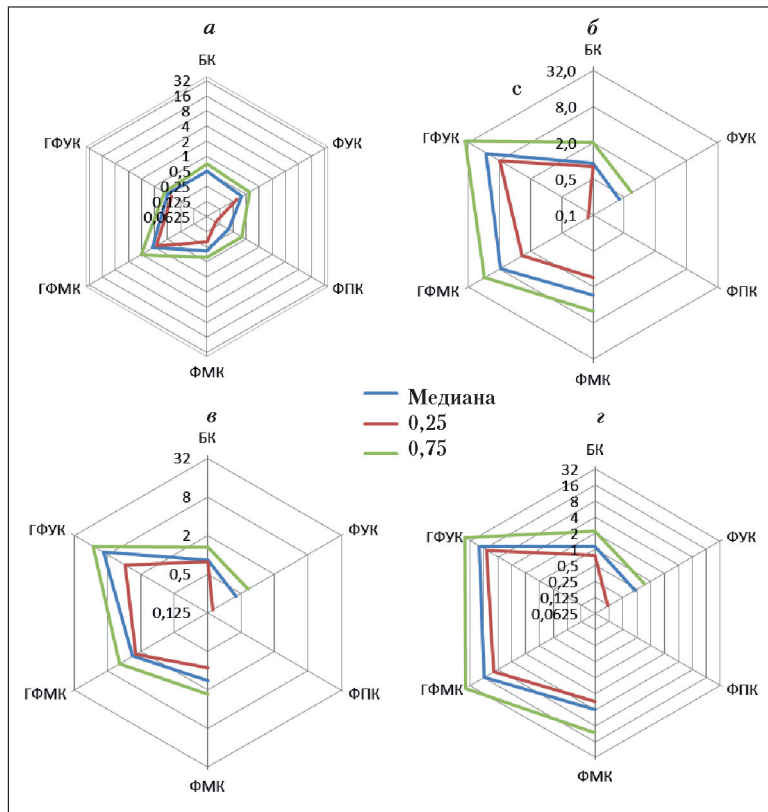 а
БК
32
16
8
4
2
1
0,5
0,25
0,125
0,0625
ФУК
ФПК
ФМК
ГФМК
ГФУК
б
БК
с
32,0
8,0
2,0
0,5
0,1
ФУК
ФПК
ФМК
ГФМК
ГФУК
Медиана
0,25
0,75
в
БК
32
8
2
0,5
0,125
ФУК
ФПК
ФМК
ГФМК
ГФУК
г
БК
32
16
8
4
2
1
0,5
0,25
0,125
0,0625
ФУК
ФПК
ФМК
ГФМК
ГФУК